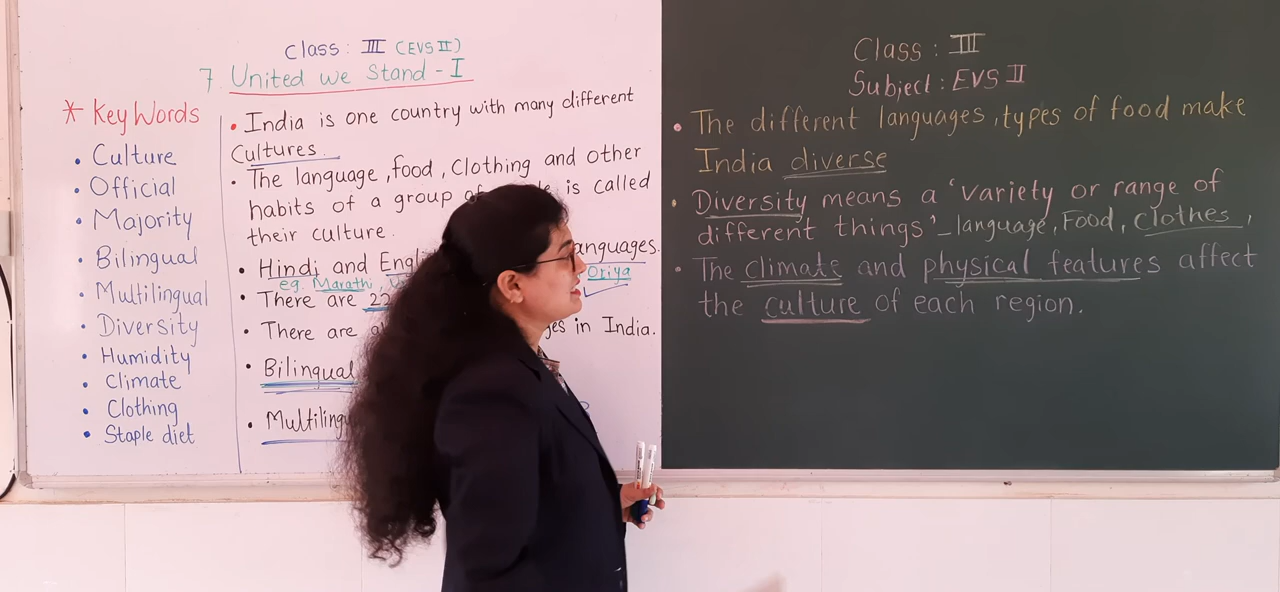 Class : III (EVS II)
7. United we Stand - I
* Key Words
• Culture
• Official
• Majority
• Bilingual
• Multilingual
• Diversity
• Humidity
• Climate
• Clothing
• Staple diet
• India is one country with many different
Cultures.
• The language, food, Clothing and other
habits of a group of is called
their culture.
• Hindi and anguages.
eg. Marathi, Oriya
• There are 22
• There are in India.
• Bilingual
• Multilingu
Class : III
Subject : EVS II
• The different languages, types of food make
India diverse
• Diversity means a 'variety or range of
different things' - language, Food, clothes,
• The climate and physical features affect
the culture of each region.